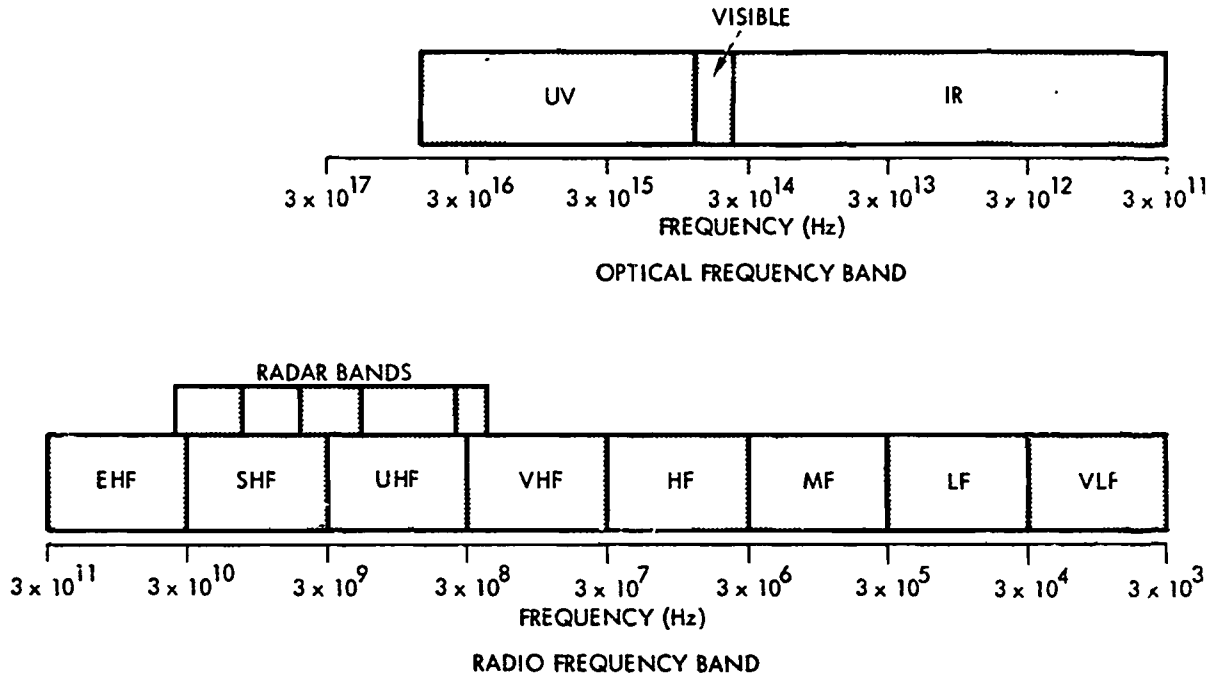 VISIBLE
UV IR
3 x 10^17 3 x 10^16 3 x 10^15 3 x 10^14 3 x 10^13 3 x 10^12 3 x 10^11
FREQUENCY (Hz)
OPTICAL FREQUENCY BAND
RADAR BANDS
EHF SHF UHF VHF HF MF LF VLF
3 x 10^11 3 x 10^10 3 x 10^9 3 x 10^8 3 x 10^7 3 x 10^6 3 x 10^5 3 x 10^4 3 x 10^3
FREQUENCY (Hz)
RADIO FREQUENCY BAND